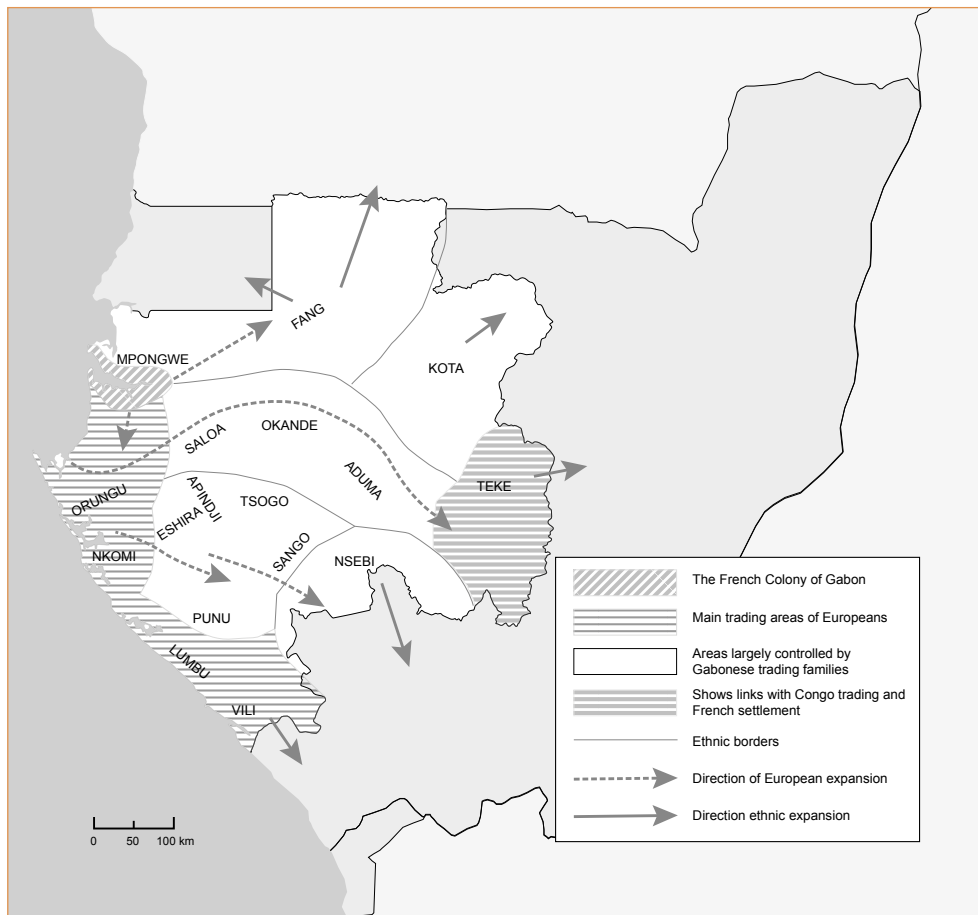 FANG
MPONGWE
KOTA
OKANDE
SALOA
ADUMA
TEKE
APINDJI
TSOGO
ORUNGU
ESHIRA
SANGO
NKOMI
NSEBI
PUNU
LUMBU
VILI
The French Colony of Gabon
Main trading areas of Europeans
Areas largely controlled by
Gabonese trading families
Shows links with Congo trading and
French settlement
Ethnic borders
Direction of European expansion
Direction ethnic expansion
0 50 100 km